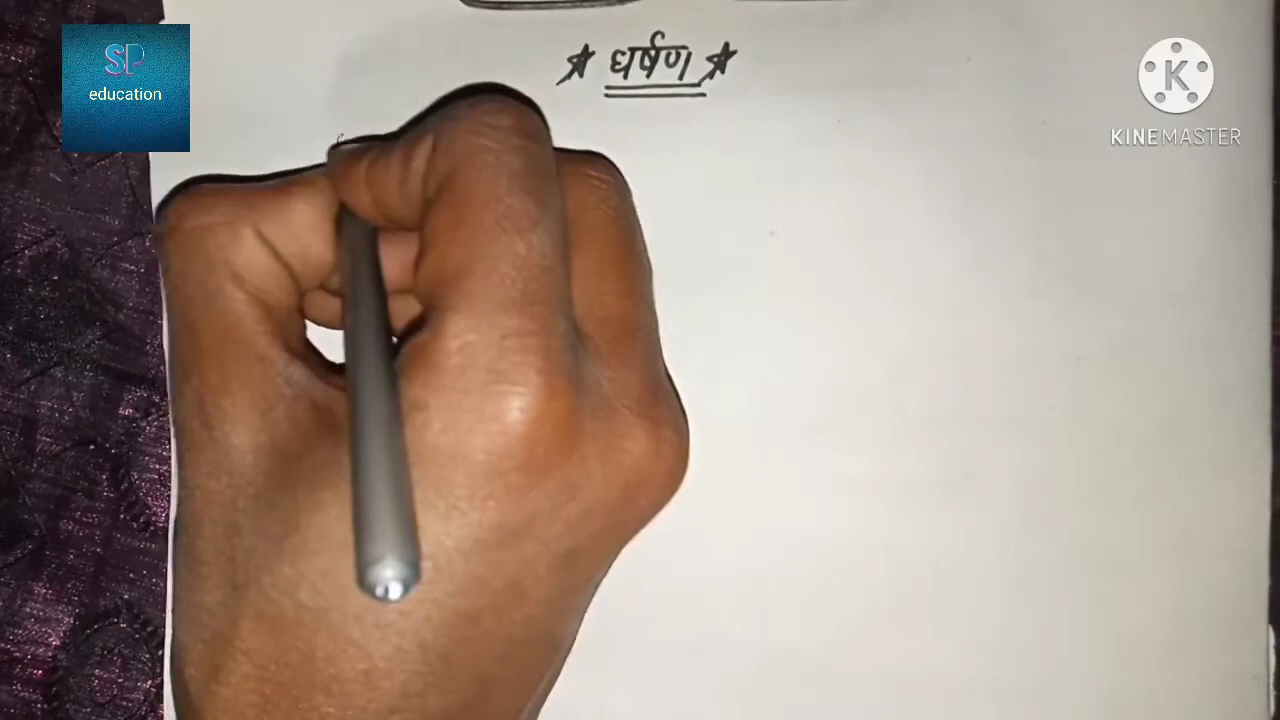 SP
education
★ घर्षण ★
K
KINEMASTER